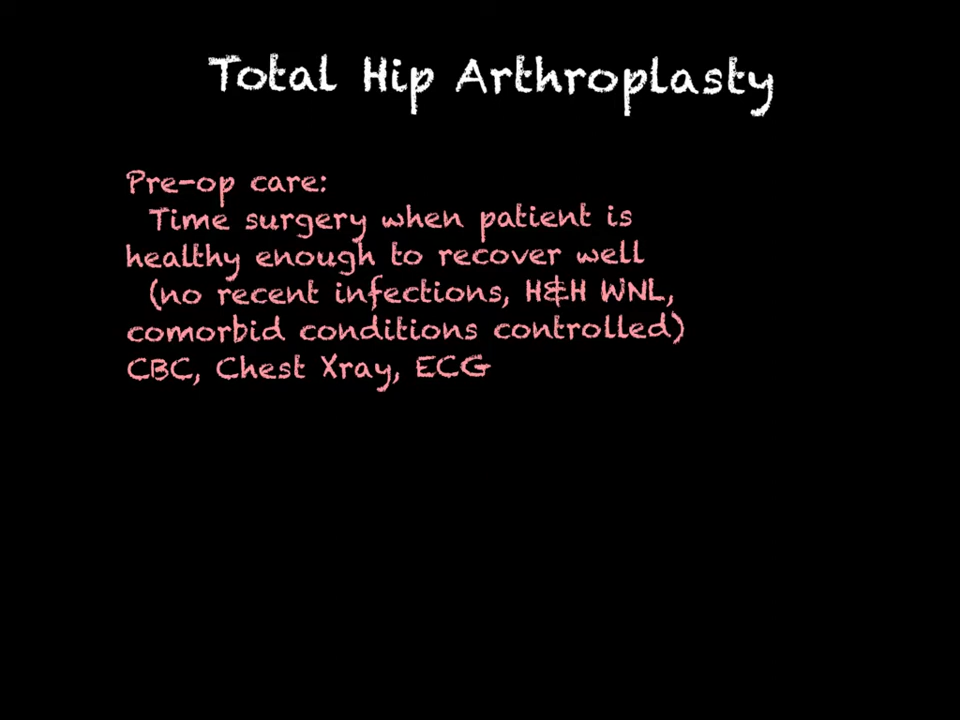 Total Hip Arthroplasty
Pre-op care:
Time surgery when patient is
healthy enough to recover well
(no recent infections, H&H WNL,
comorbid conditions controlled)
CBC, Chest Xray, ECG